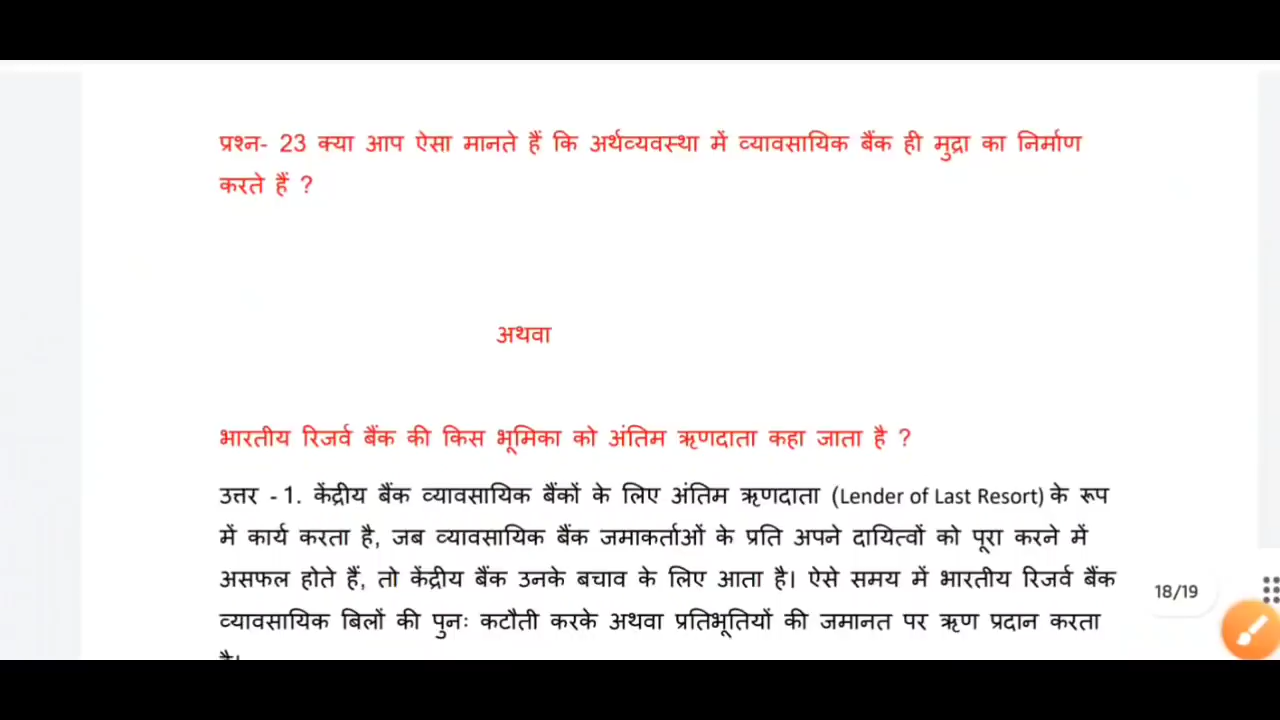 प्रश्न- 23 क्या आप ऐसा मानते हैं कि अर्थव्यवस्था में व्यावसायिक बैंक ही मुद्रा का निर्माण
करते हैं ?
अथवा
भारतीय रिजर्व बैंक की किस भूमिका को अंतिम ऋणदाता कहा जाता है ?
उत्तर - 1. केंद्रीय बैंक व्यावसायिक बैंकों के लिए अंतिम ऋणदाता (Lender of Last Resort) के रूप
में कार्य करता है, जब व्यावसायिक बैंक जमाकर्ताओं के प्रति अपने दायित्वों को पूरा करने में
असफल होते हैं, तो केंद्रीय बैंक उनके बचाव के लिए आता है। ऐसे समय में भारतीय रिजर्व बैंक
18/19
व्यावसायिक बिलों की पुनः कटौती करके अथवा प्रतिभूतियों की जमानत पर ऋण प्रदान करता